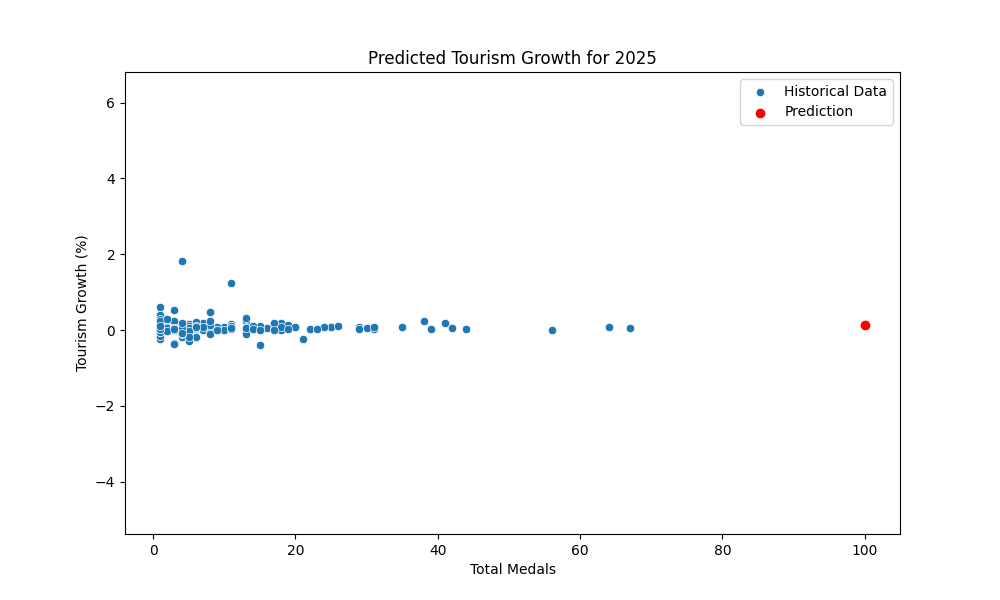 Predicted Tourism Growth for 2025
Historical Data
Prediction
6
4
2
0
−2
−4
Tourism Growth (%)
0
20
40
60
80
100
Total Medals